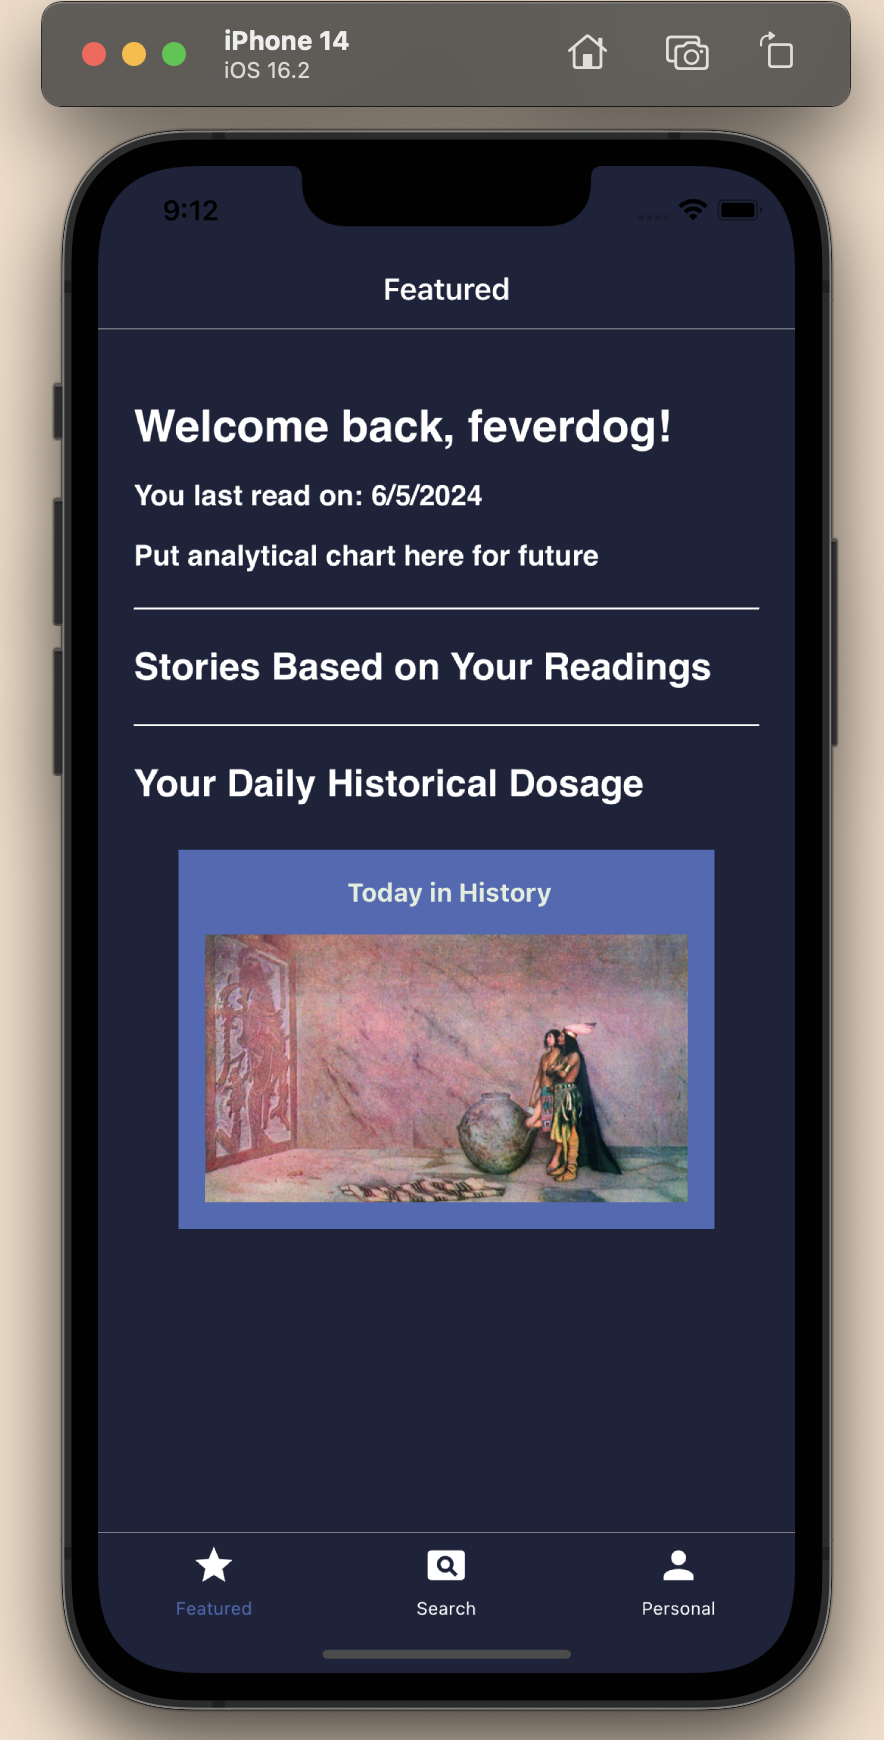 iPhone 14
iOS 16.2
9:12
Featured
Welcome back, feverdog!
You last read on: 6/5/2024
Put analytical chart here for future
Stories Based on Your Readings
Your Daily Historical Dosage
Today in History
Featured
Search
Personal